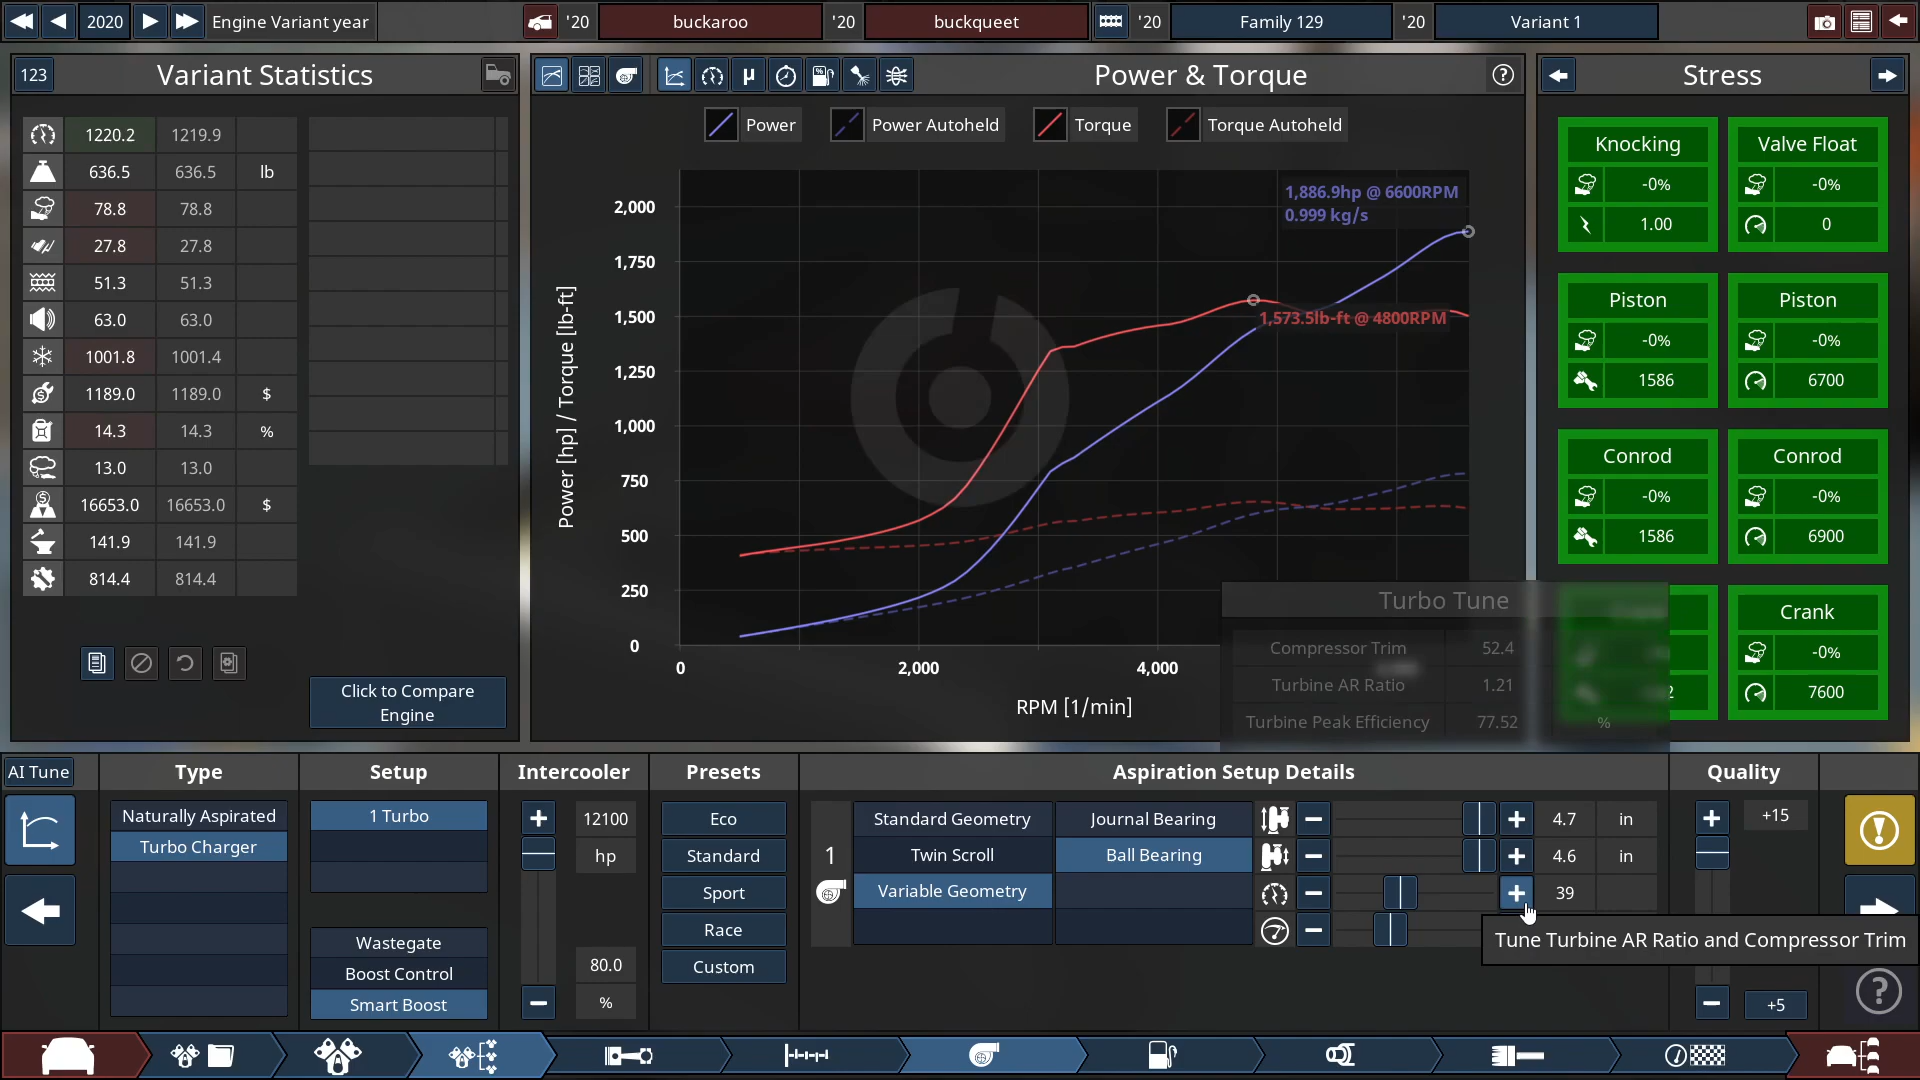 2020
Engine Variant year
'20
buckaroo
'20
buckqueet
'20
Family 129
'20
Variant 1
123
Variant Statistics
1220.2 1219.9
636.5 636.5 lb
78.8 78.8
27.8 27.8
51.3 51.3
63.0 63.0
1001.8 1001.4
1189.0 1189.0 $
14.3 14.3 %
13.0 13.0
16653.0 16653.0 $
141.9 141.9
814.4 814.4
Click to Compare
Engine
μ
Power & Torque
?
Power
Power Autoheld
Torque
Torque Autoheld
1,886.9hp @ 6600RPM
0.999 kg/s
1,573.5lb-ft @ 4800RPM
Power [hp] / Torque [lb-ft]
2,000
1,750
1,500
1,250
1,000
750
500
250
0
0
2,000
4,000
RPM [1/min]
Turbo Tune
Compressor Trim 52.4
Turbine AR Ratio 1.21
Turbine Peak Efficiency 77.52 %
Stress
Knocking
-0%
1.00
Valve Float
-0%
0
Piston
-0%
1586
Piston
-0%
6700
Conrod
-0%
1586
Conrod
-0%
6900
Crank
-0%
7600
AI Tune
Type
Naturally Aspirated
Turbo Charger
Setup
1 Turbo
Wastegate
Boost Control
Smart Boost
Intercooler
12100
hp
80.0
%
Presets
Eco
Standard
Sport
Race
Custom
Aspiration Setup Details
1
Standard Geometry
Twin Scroll
Variable Geometry
Journal Bearing
Ball Bearing
4.7 in
4.6 in
39
Tune Turbine AR Ratio and Compressor Trim
Quality
+15
+5
?